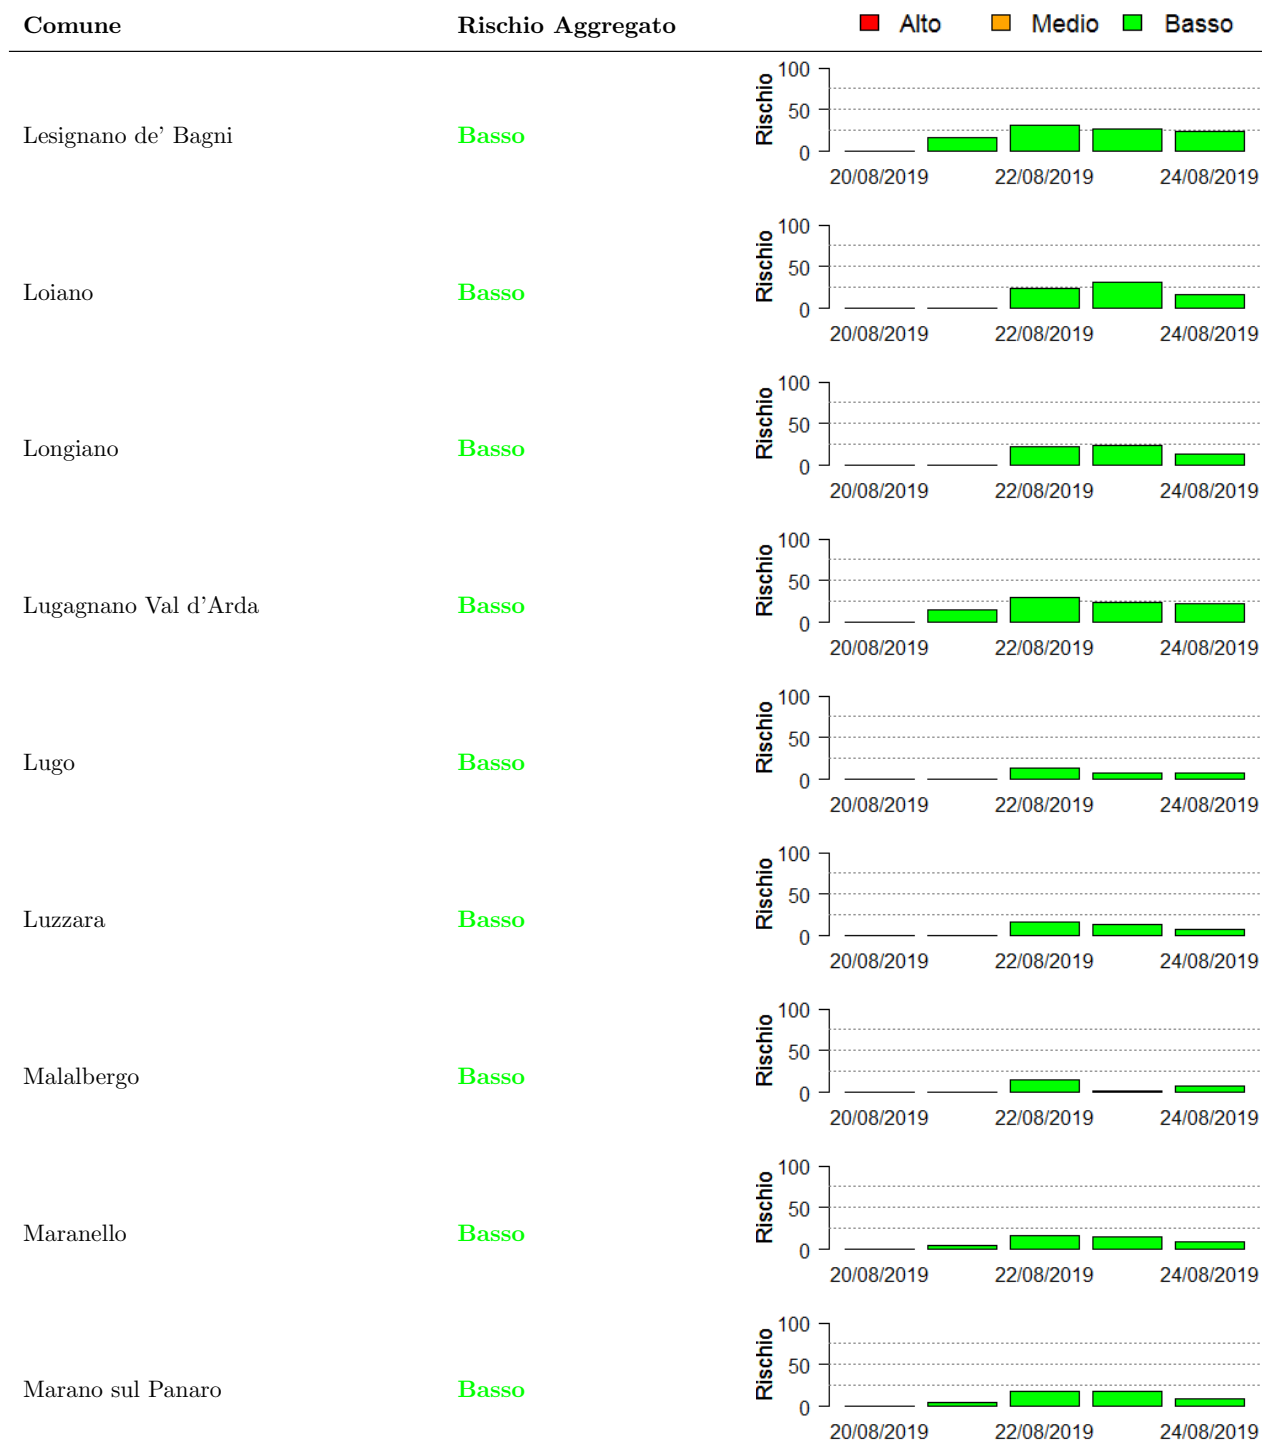 Comune Rischio Aggregato Alto Medio Basso
100
50
0
Rischio
Lesignano de' Bagni Basso
20/08/2019 22/08/2019 24/08/2019
100
50
0
Rischio
Loiano Basso
20/08/2019 22/08/2019 24/08/2019
100
50
0
Rischio
Longiano Basso
20/08/2019 22/08/2019 24/08/2019
100
50
0
Rischio
Lugagnano Val d'Arda Basso
20/08/2019 22/08/2019 24/08/2019
100
50
0
Rischio
Lugo Basso
20/08/2019 22/08/2019 24/08/2019
100
50
0
Rischio
Luzzara Basso
20/08/2019 22/08/2019 24/08/2019
100
50
0
Rischio
Malalbergo Basso
20/08/2019 22/08/2019 24/08/2019
100
50
0
Rischio
Maranello Basso
20/08/2019 22/08/2019 24/08/2019
100
50
0
Rischio
Marano sul Panaro Basso
20/08/2019 22/08/2019 24/08/2019